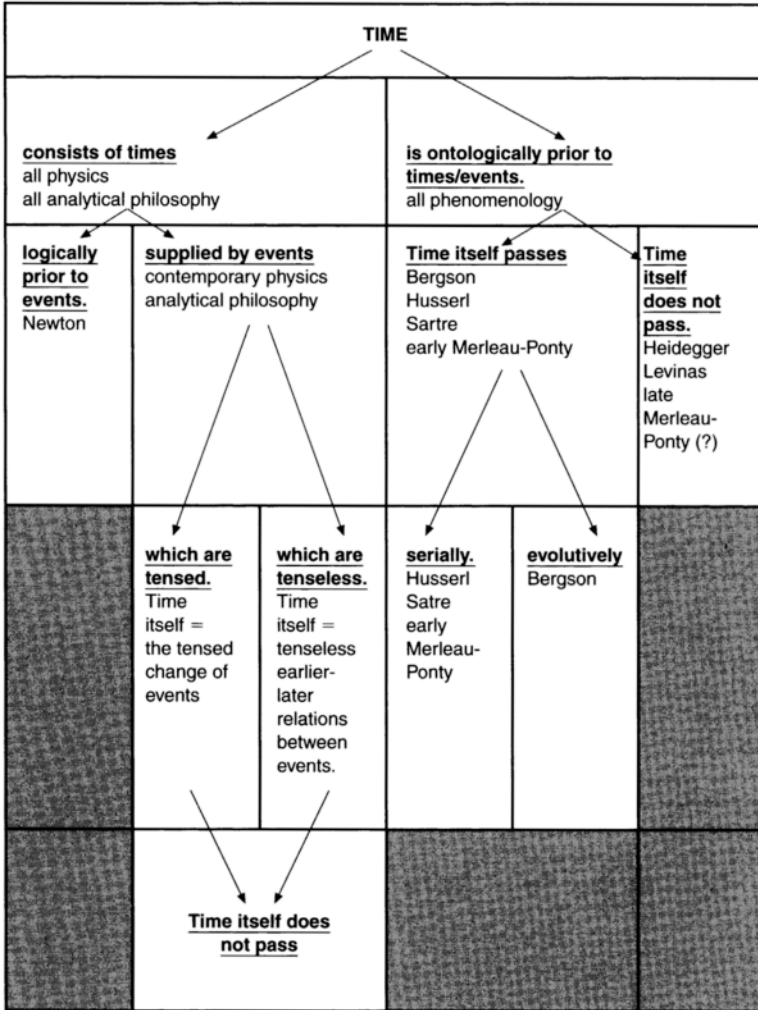 TIME
consists of times
all physics
all analytical philosophy
is ontologically prior to
times/events.
all phenomenology
logically
prior to
events.
Newton
supplied by events
contemporary physics
analytical philosophy
Time itself passes
Bergson
Husserl
Sartre
early Merleau-Ponty
Time
itself
does not
pass.
Heidegger
Levinas
late
Merleau-
Ponty (?)
which are
tensed.
Time
itself =
the tensed
change of
events
which are
tenseless.
Time
itself =
tenseless
earlier-
later
relations
between
events.
serially.
Husserl
Satre
early
Merleau-
Ponty
evolutively
Bergson
Time itself does
not pass